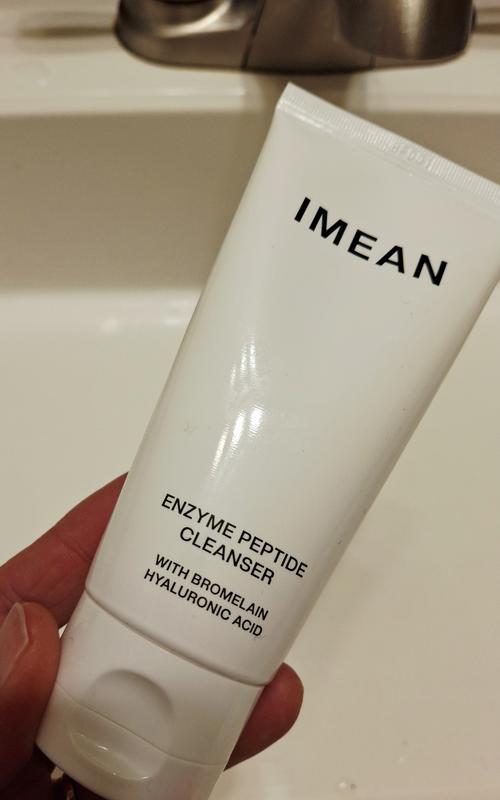 IMEAN
ENZYME PEPTIDE
CLEANSER
WITH BROMELAIN
HYALURONIC ACID